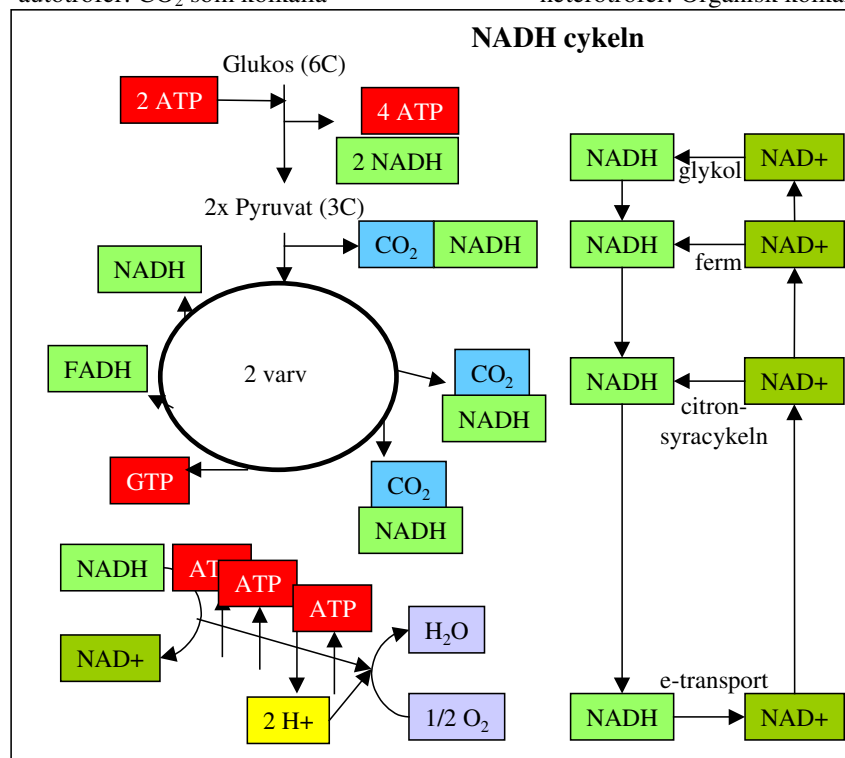 autotrofer: CO₂ som kolkälla heterotrofer: Organisk
NADH cykeln
Glukos (6C)
2 ATP
4 ATP
2 NADH
2x Pyruvat (3C)
CO₂ NADH
NADH
FADH
2 varv
CO₂
NADH
GTP
CO₂
NADH
NADH
ATP
ATP
NAD+
H₂O
2 H+
1/2 O₂
NADH
glykol
NAD+
NADH
ferm
NAD+
NADH
citron-
syracykeln
NAD+
e-transport
NADH
NAD+